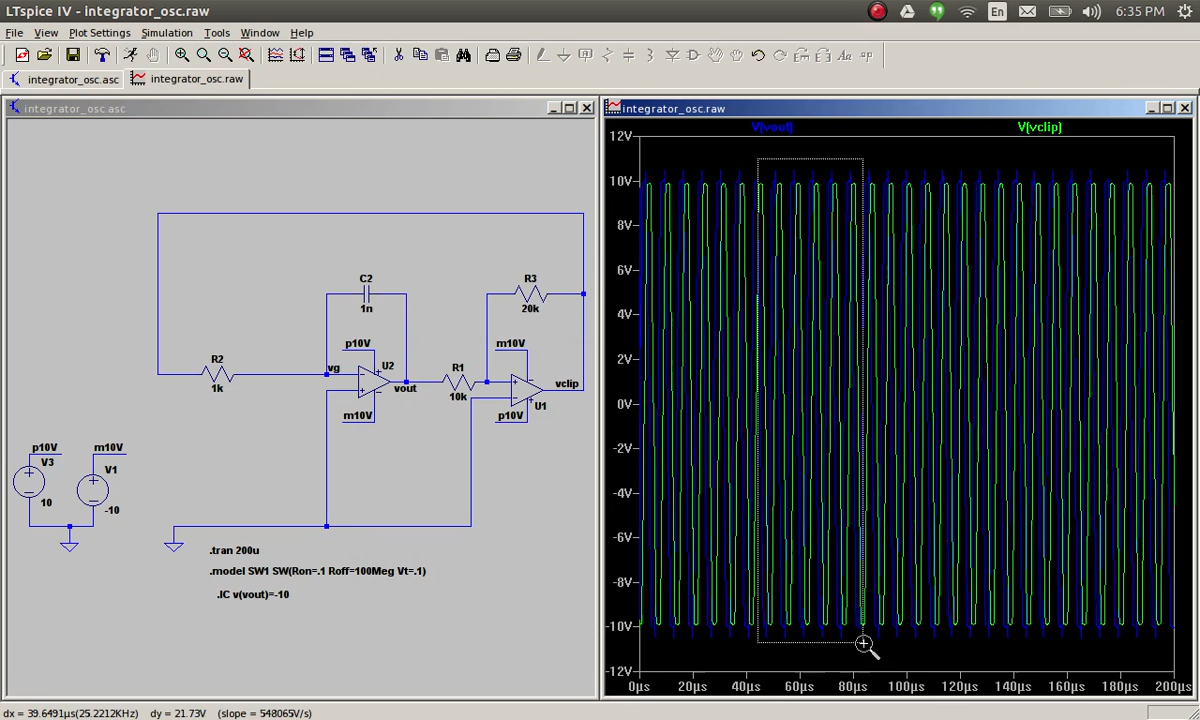 LTspice IV - integrator_osc.raw
En
6:35 PM
File View Plot Settings Simulation Tools Window Help
Aa
integrator_osc.asc
integrator_osc.raw
integrator_osc.asc
integrator_osc.raw
V[vout]
V(vclip)
12V
10V
8V
6V
4V
2V
0V
-2V
-4V
-6V
-8V
-10V
-12V
0µs
20µs
40µs
60µs
80µs
100µs
120µs
140µs
160µs
180µs
200µs
C2
1n
R3
20k
p10V
m10V
R2
1k
vg
U2
vout
R1
10k
vclip
U1
m10V
p10V
p10V
V3
10
m10V
V1
-10
.tran 200u
.model SW1 SW(Ron=.1 Roff=100Meg Vt=.1)
.IC v(vout)=-10
dx = 39.6491µs(25.2212KHz) dy = 21.73V (slope = 548065V/s)